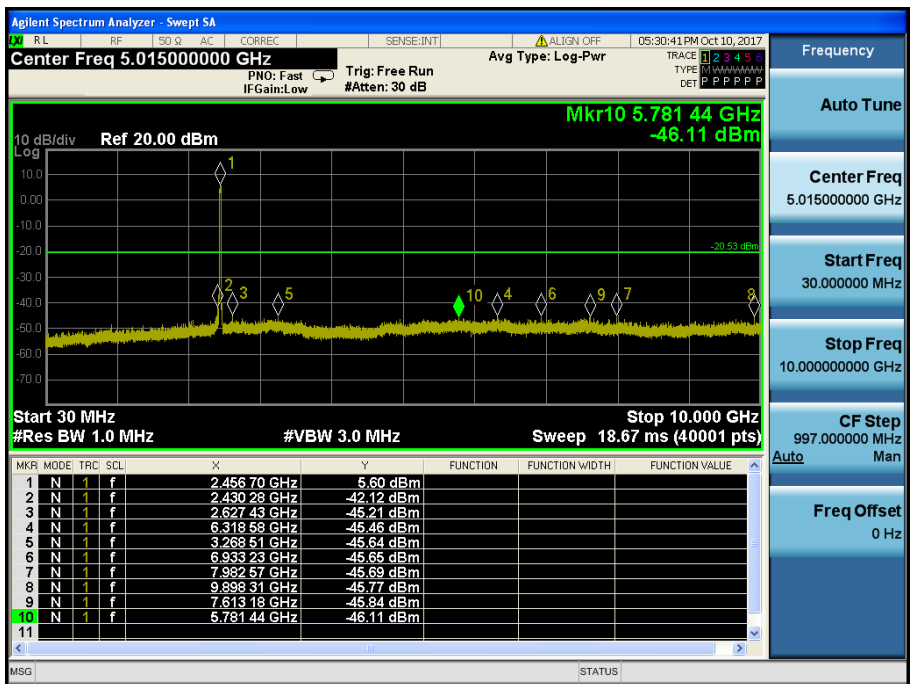 Agilent Spectrum Analyzer - Swept SA
LXI RL RF 50 Ω AC CORREC SENSE:INT ALIGN OFF 05:30:41 PM Oct 10, 2017
Center Freq 5.015000000 GHz
PNO: Fast
IFGain:Low
Trig: Free Run
#Atten: 30 dB
Avg Type: Log-Pwr
TRACE 1 2 3 4 5 6
TYPE M W W W W W
DET P P P P P P
Mkr10 5.781 44 GHz
-46.11 dBm
10 dB/div Ref 20.00 dBm
Log
10.0
0.00
-10.0
-20.0
-30.0
-40.0
-50.0
-60.0
-70.0
-20.53 dBm
1
2 3 5 10 4 6 9 7 8
Start 30 MHz Stop 10.000 GHz
#Res BW 1.0 MHz #VBW 3.0 MHz Sweep 18.67 ms (40001 pts)
MKR MODE TRC SCL X Y FUNCTION FUNCTION WIDTH FUNCTION VALUE
1 N 1 f 2.456 70 GHz 5.60 dBm
2 N 1 f 2.430 28 GHz -42.12 dBm
3 N 1 f 2.627 43 GHz -45.21 dBm
4 N 1 f 6.318 58 GHz -45.46 dBm
5 N 1 f 3.268 51 GHz -45.64 dBm
6 N 1 f 6.933 23 GHz -45.65 dBm
7 N 1 f 7.982 57 GHz -45.69 dBm
8 N 1 f 9.898 31 GHz -45.77 dBm
9 N 1 f 7.613 18 GHz -45.84 dBm
10 N 1 f 5.781 44 GHz -46.11 dBm
11
MSG STATUS
Frequency
Auto Tune
Center Freq
5.015000000 GHz
Start Freq
30.000000 MHz
Stop Freq
10.000000000 GHz
CF Step
997.000000 MHz
Auto Man
Freq Offset
0 Hz